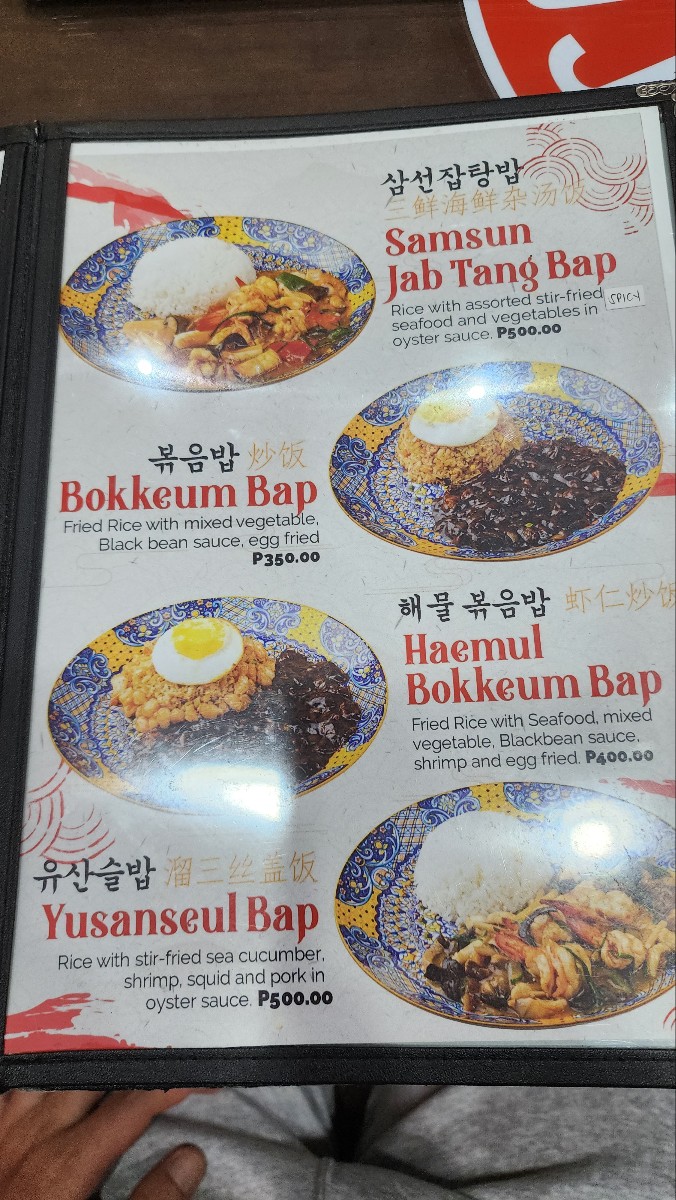 삼선잡탕밥
三鲜海鲜杂汤饭
Samsun
Jab Tang Bap
Rice with assorted stir-fried SPICY
seafood and vegetables in
oyster sauce. P500.00
볶음밥 炒饭
Bokkeum Bap
Fried Rice with mixed vegetable,
Black bean sauce, egg fried
P350.00
해물 볶음밥 虾仁炒饭
Haemul
Bokkeum Bap
Fried Rice with Seafood, mixed
vegetable, Blackbean sauce,
shrimp and egg fried. P400.00
유산슬밥 溜三丝盖饭
Yusanseul Bap
Rice with stir-fried sea cucumber,
shrimp, squid and pork in
oyster sauce. P500.00